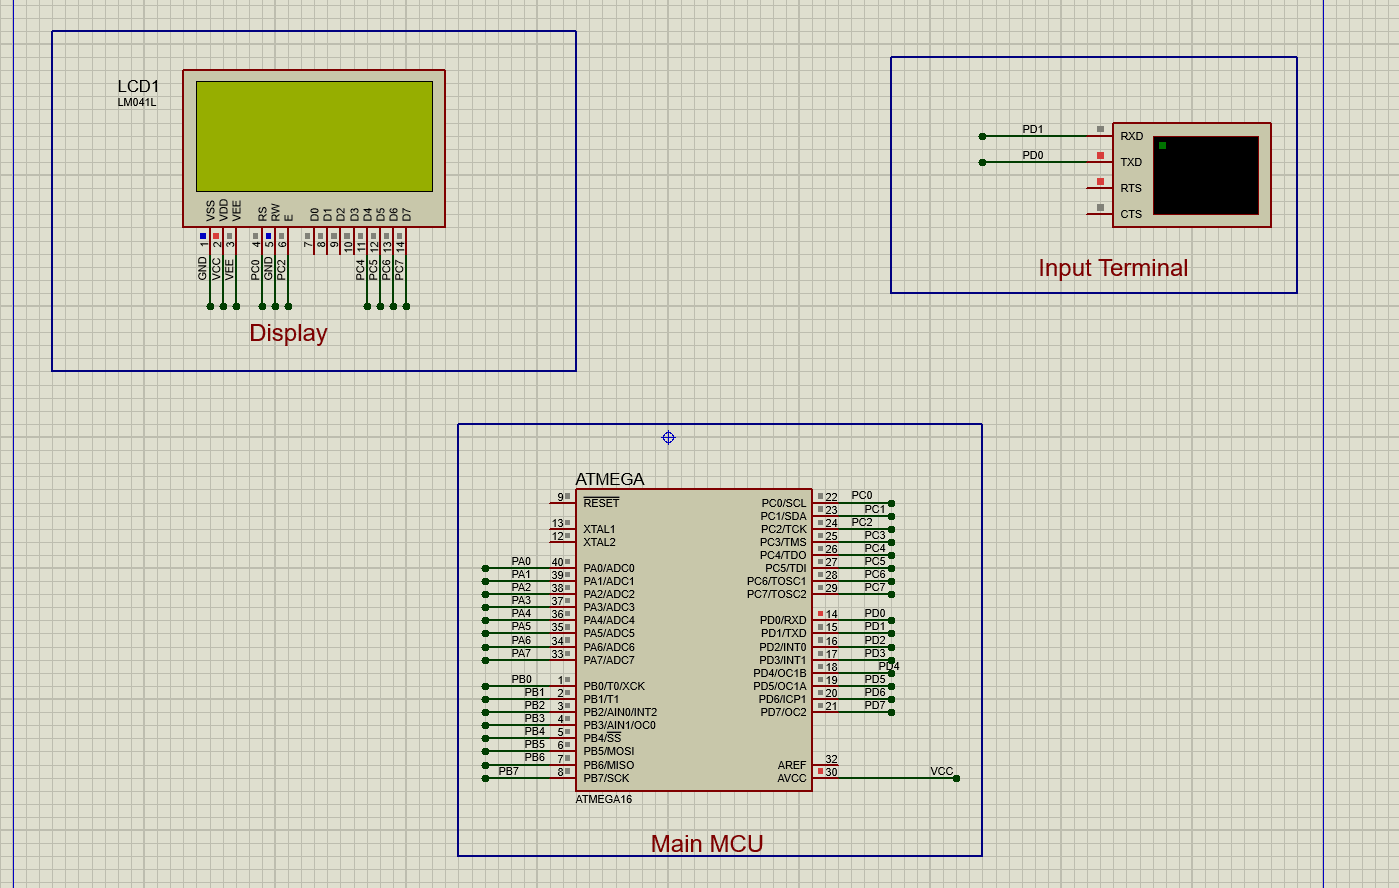 LCD1
LM041L
VSS VDD VEE RS RW E D0 D1 D2 D3 D4 D5 D6 D7
1 2 3 4 5 6 7 8 9 10 11 12 13 14
GND VCC VEE PC0 GND PC2 PC4 PC5 PC6 PC7
Display
PD1 RXD
PD0 TXD
RTS
CTS
Input Terminal
ATMEGA
9 RESET
13 XTAL1
12 XTAL2
PA0 40 PA0/ADC0
PA1 39 PA1/ADC1
PA2 38 PA2/ADC2
PA3 37 PA3/ADC3
PA4 36 PA4/ADC4
PA5 35 PA5/ADC5
PA6 34 PA6/ADC6
PA7 33 PA7/ADC7
PB0 1 PB0/T0/XCK
PB1 2 PB1/T1
PB2 3 PB2/AIN0/INT2
PB3 4 PB3/AIN1/OC0
PB4 5 PB4/SS
PB5 6 PB5/MOSI
PB6 7 PB6/MISO
PB7 8 PB7/SCK
PC0/SCL 22 PC0
PC1/SDA 23 PC1
PC2/TCK 24 PC2
PC3/TMS 25 PC3
PC4/TDO 26 PC4
PC5/TDI 27 PC5
PC6/TOSC1 28 PC6
PC7/TOSC2 29 PC7
PD0/RXD 14 PD0
PD1/TXD 15 PD1
PD2/INT0 16 PD2
PD3/INT1 17 PD3
PD4/OC1B 18 PD4
PD5/OC1A 19 PD5
PD6/ICP1 20 PD6
PD7/OC2 21 PD7
AREF 32
AVCC 30 VCC
ATMEGA16
Main MCU